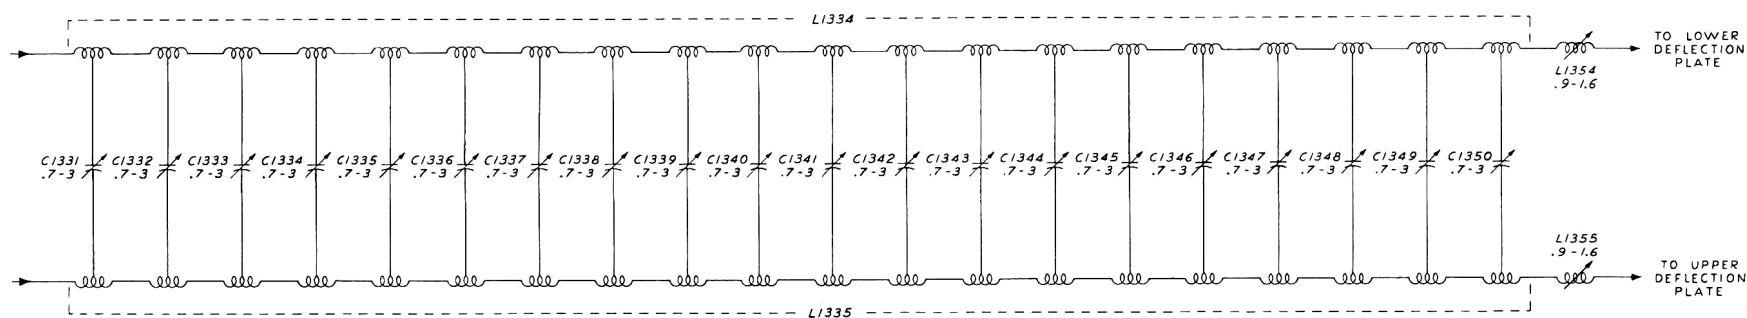 L1334
TO LOWER
DEFLECTION
PLATE
L1354
.9-1.6
C1331 C1332 C1333 C1334 C1335 C1336 C1337 C1338 C1339 C1340 C1341 C1342 C1343 C1344 C1345 C1346 C1347 C1348 C1349 C1350
.7-3 .7-3 .7-3 .7-3 .7-3 .7-3 .7-3 .7-3 .7-3 .7-3 .7-3 .7-3 .7-3 .7-3 .7-3 .7-3 .7-3 .7-3 .7-3 .7-3
L1355
.9-1.6
TO UPPER
DEFLECTION
PLATE
L1335